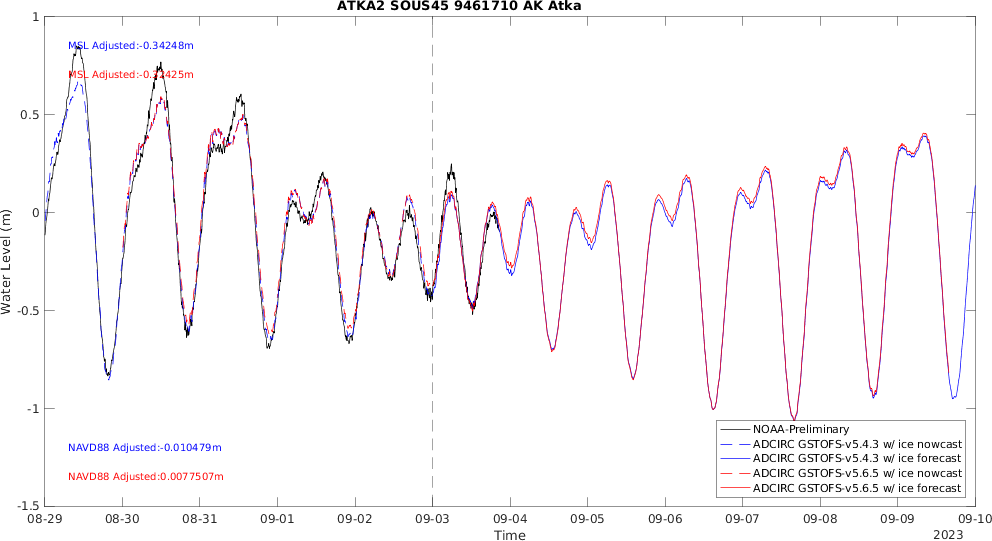 ATKA2 SOUS45 9461710 AK Atka
MSL Adjusted:-0.34248m
MSL
NAVD88 Adjusted:-0.010479m
NAVD88 Adjusted:0.0077507m
Water Level (m)
1
0.5
0
-0.5
-1
-1.5
NOAA-Preliminary
ADCIRC GSTOFS-v5.4.3 w/ ice nowcast
ADCIRC GSTOFS-v5.4.3 w/ ice forecast
ADCIRC GSTOFS-v5.6.5 w/ ice nowcast
ADCIRC GSTOFS-v5.6.5 w/ ice forecast
08-29 08-30 08-31 09-01 09-02 09-03 09-04 09-05 09-06 09-07 09-08 09-09 09-10
Time
2023